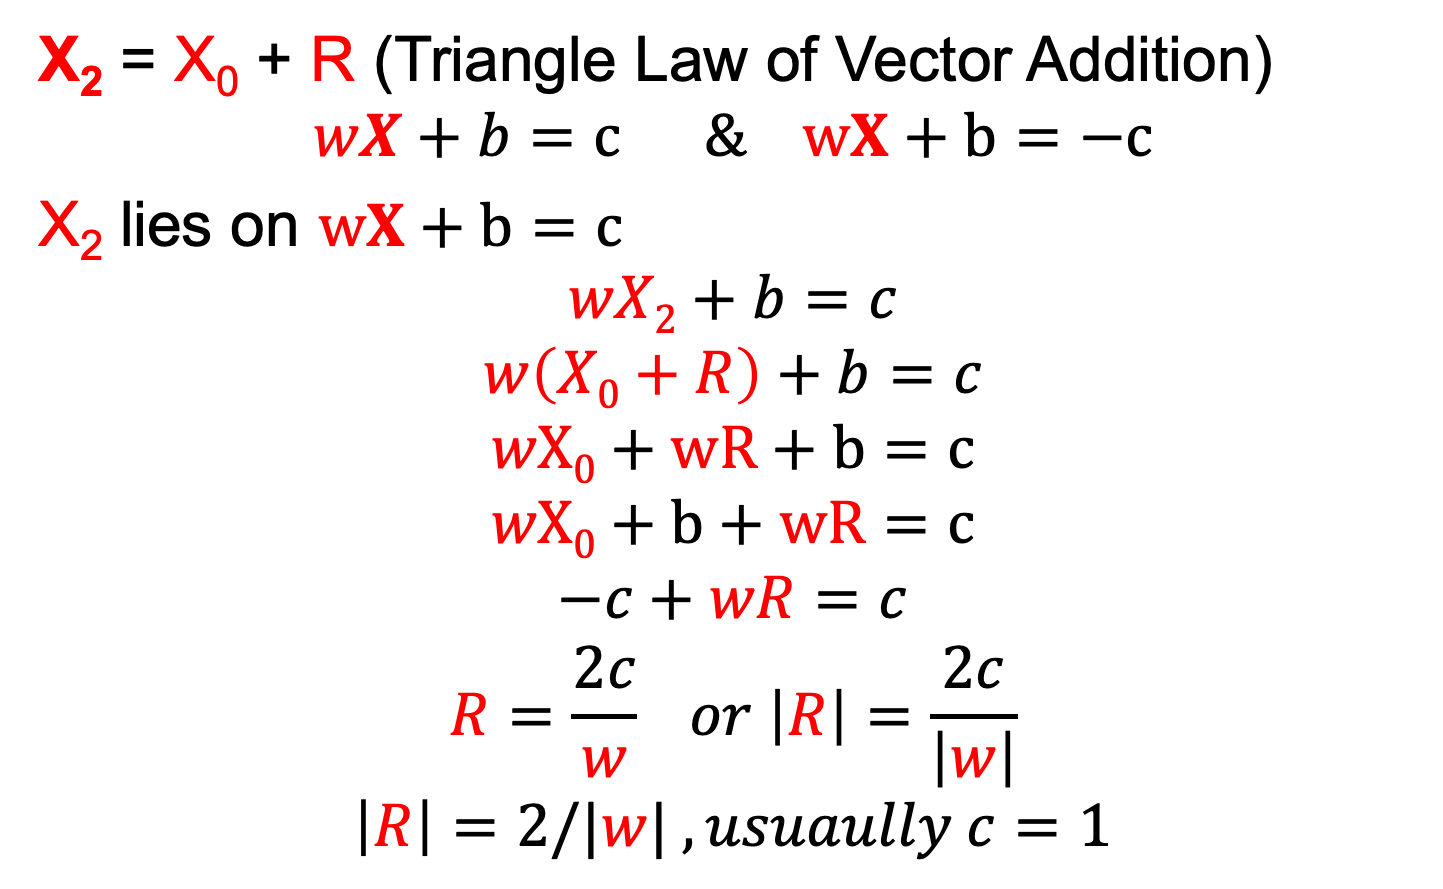 X₂ = X₀ + R (Triangle Law of Vector Addition)
wX + b = c & wX + b = −c
X₂ lies on wX + b = c
wX₂ + b = c
w(X₀ + R) + b = c
wX₀ + wR + b = c
wX₀ + b + wR = c
−c + wR = c
R = 2c/w or |R| = 2c/|w|
|R| = 2/|w| , usuaully c = 1